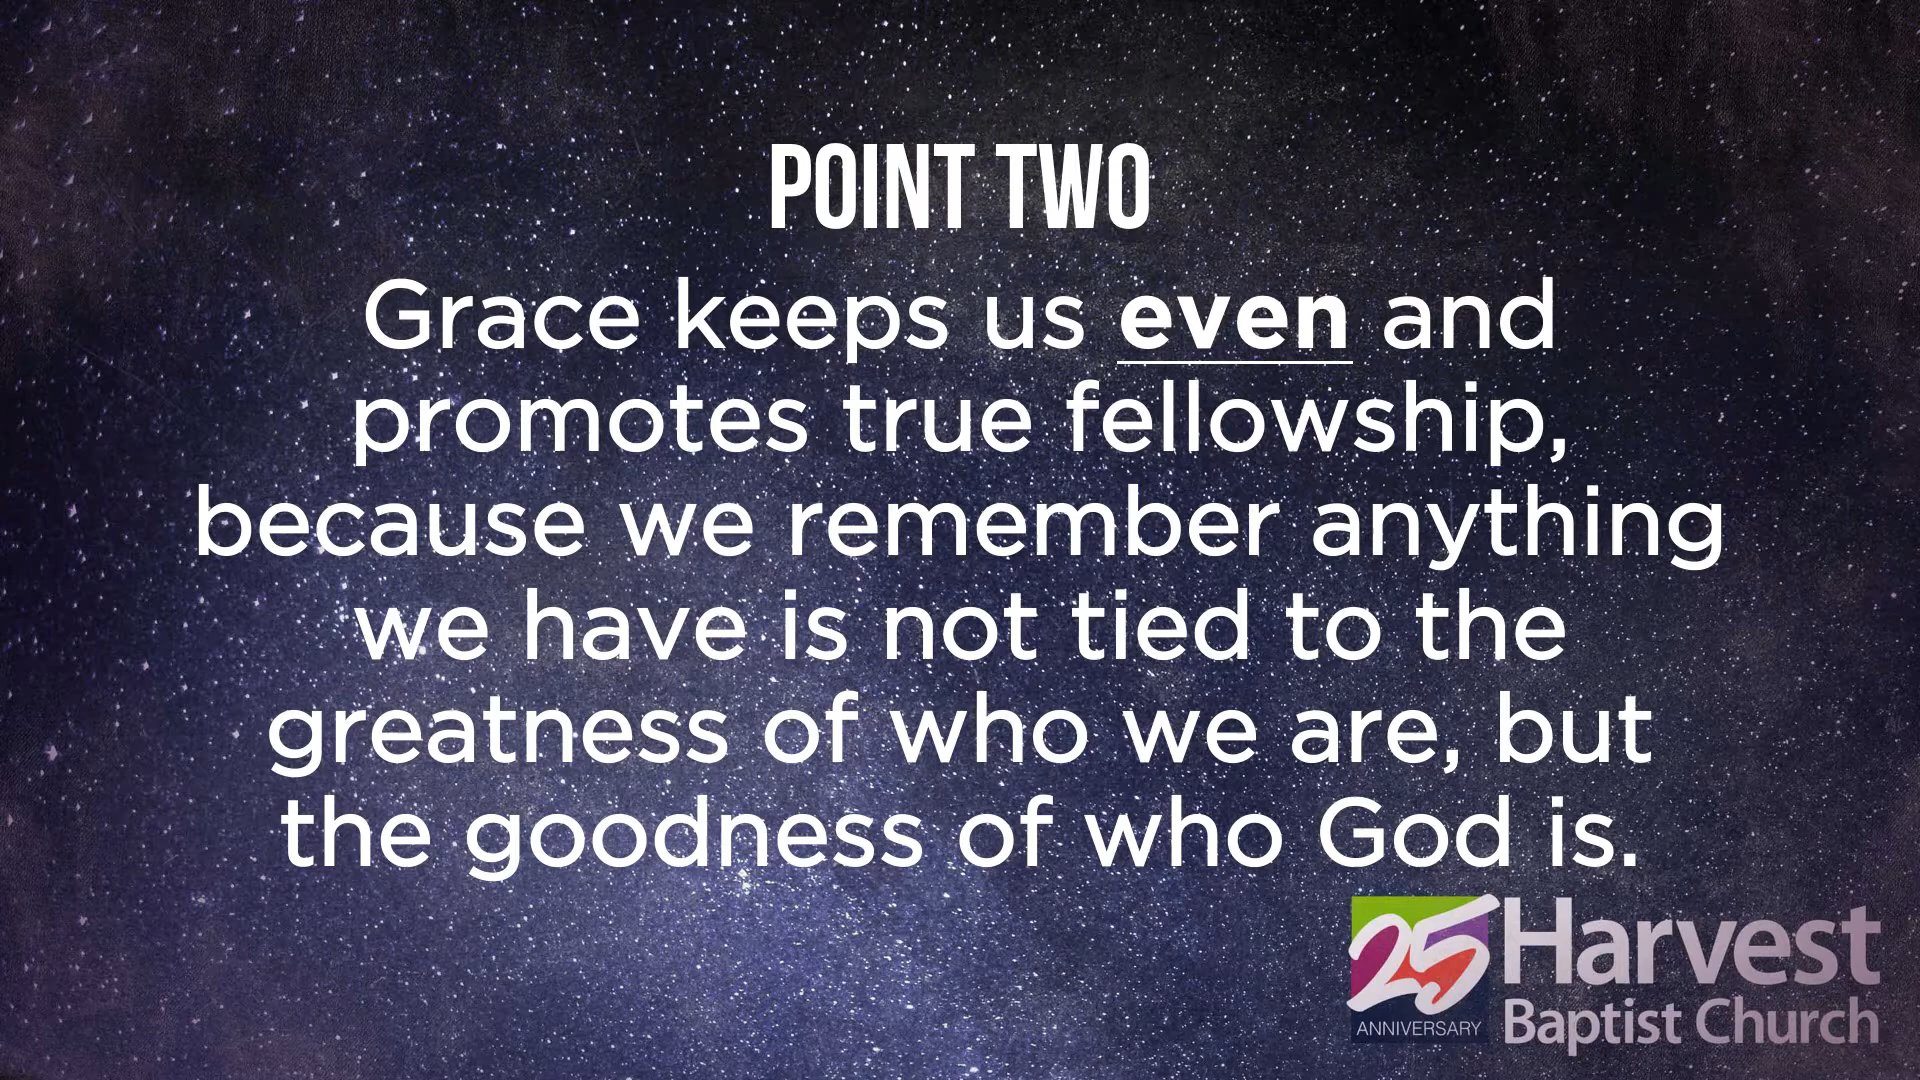 POINT TWO
Grace keeps us even and
promotes true fellowship,
because we remember anything
we have is not tied to the
greatness of who we are, but
the goodness of who God is.
25
ANNIVERSARY
Harvest
Baptist Church